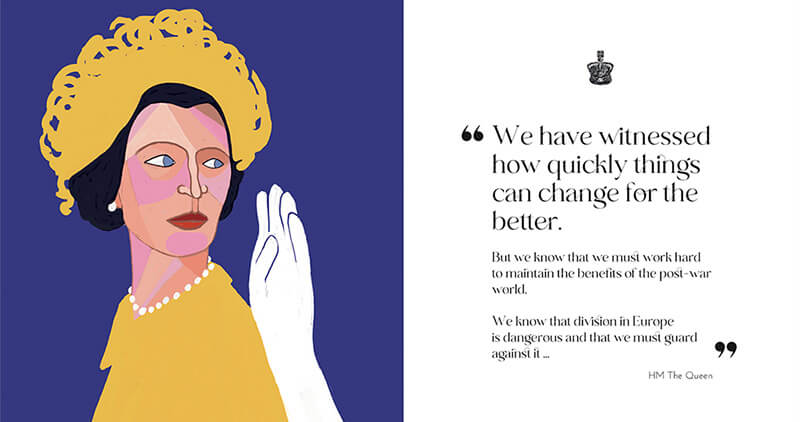 “ We have witnessed
how quickly things
can change for the
better.
But we know that we must work hard
to maintain the benefits of the post-war
world.
We know that division in Europe
is dangerous and that we must guard
against it ... ”
HM The Queen